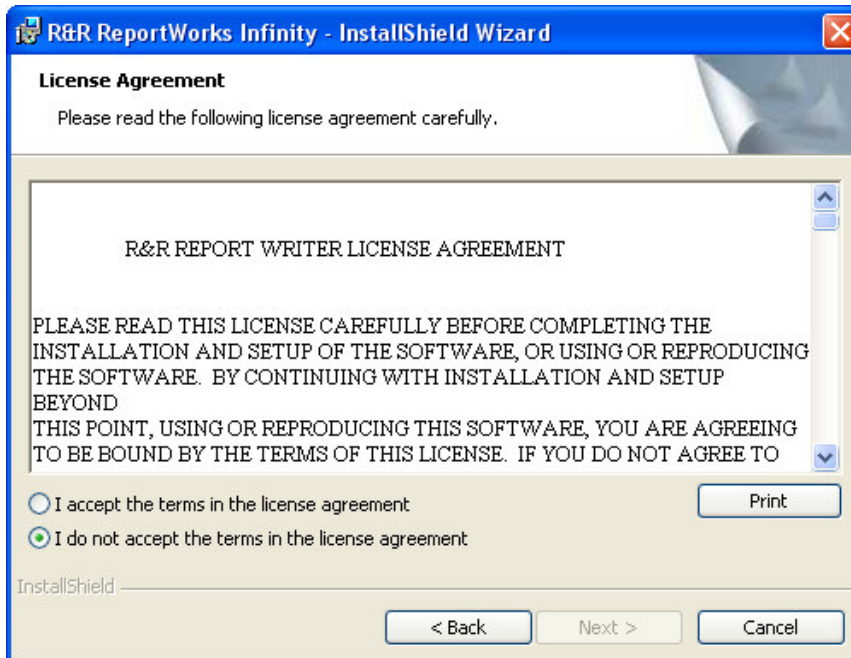 R&R ReportWorks Infinity - InstallShield Wizard
License Agreement
Please read the following license agreement carefully.
R&R REPORT WRITER LICENSE AGREEMENT
PLEASE READ THIS LICENSE CAREFULLY BEFORE COMPLETING THE
INSTALLATION AND SETUP OF THE SOFTWARE, OR USING OR REPRODUCING
THE SOFTWARE.  BY CONTINUING WITH INSTALLATION AND SETUP
BEYOND
THIS POINT, USING OR REPRODUCING THIS SOFTWARE, YOU ARE AGREEING
TO BE BOUND BY THE TERMS OF THIS LICENSE.  IF YOU DO NOT AGREE TO
I accept the terms in the license agreement
Print
I do not accept the terms in the license agreement
InstallShield
< Back
Next >
Cancel